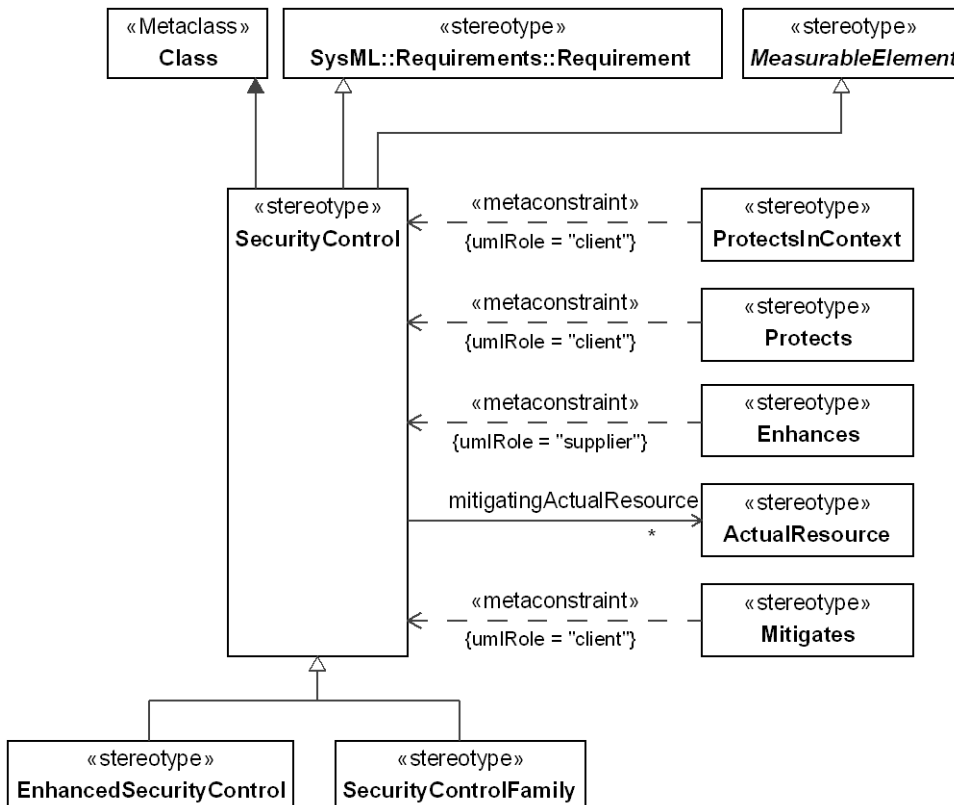 «Metaclass»
Class
«stereotype»
SysML::Requirements::Requirement
«stereotype»
MeasurableElement
«stereotype»
SecurityControl
«metaconstraint»
{umlRole = "client"}
«stereotype»
ProtectsInContext
«metaconstraint»
{umlRole = "client"}
«stereotype»
Protects
«metaconstraint»
{umlRole = "supplier"}
«stereotype»
Enhances
mitigatingActualResource
*
«stereotype»
ActualResource
«metaconstraint»
{umlRole = "client"}
«stereotype»
Mitigates
«stereotype»
EnhancedSecurityControl
«stereotype»
SecurityControlFamily